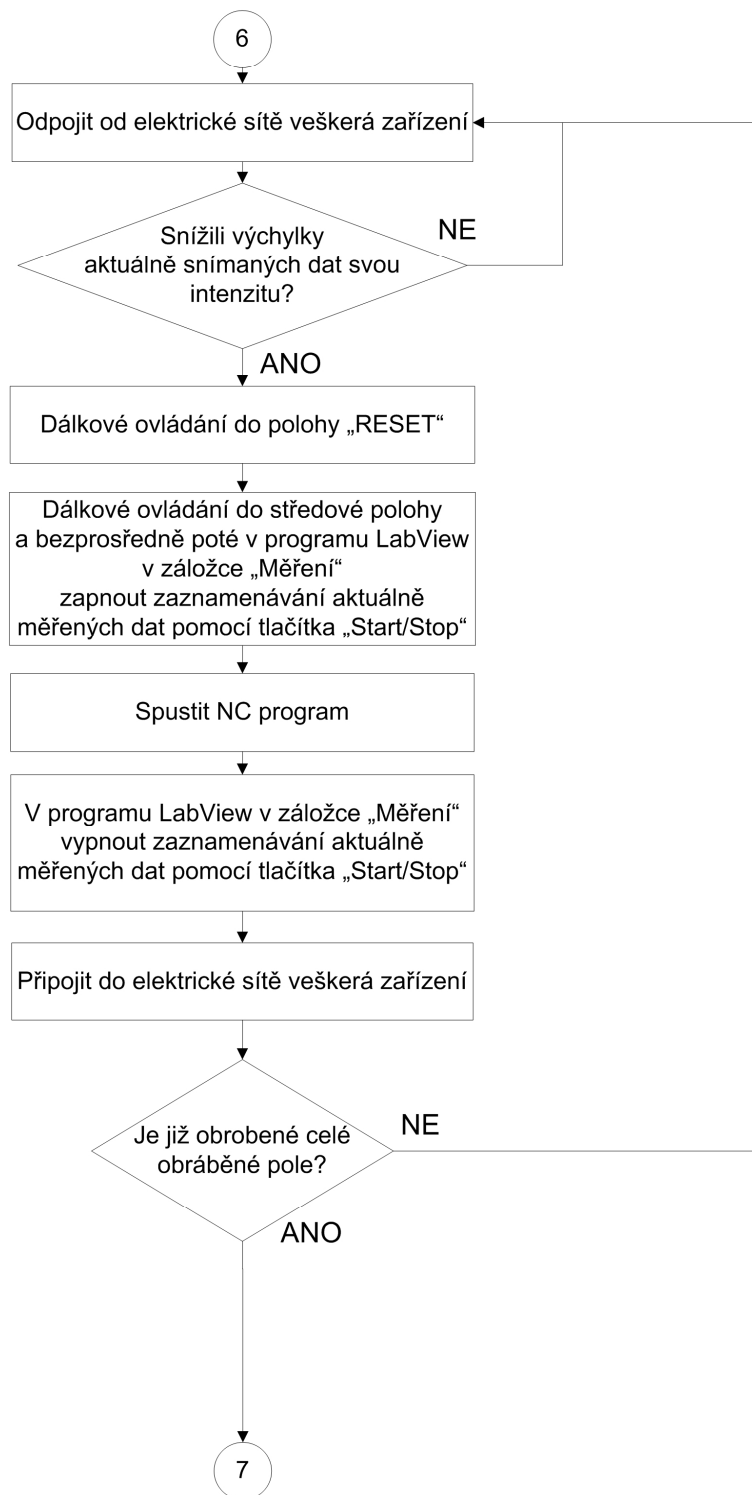 6
Odpojit od elektrické sítě veškerá zařízení
Snížili výchylky
aktuálně snímaných dat svou
intenzitu?
NE
ANO
Dálkové ovládání do polohy „RESET“
Dálkové ovládání do středové polohy
a bezprosředně poté v programu LabView
v záložce „Měření“
zapnout zaznamenávání aktuálně
měřených dat pomocí tlačítka „Start/Stop“
Spustit NC program
V programu LabView v záložce „Měření“
vypnout zaznamenávání aktuálně
měřených dat pomocí tlačítka „Start/Stop“
Připojit do elektrické sítě veškerá zařízení
Je již obrobené celé
obráběné pole?
NE
ANO
7